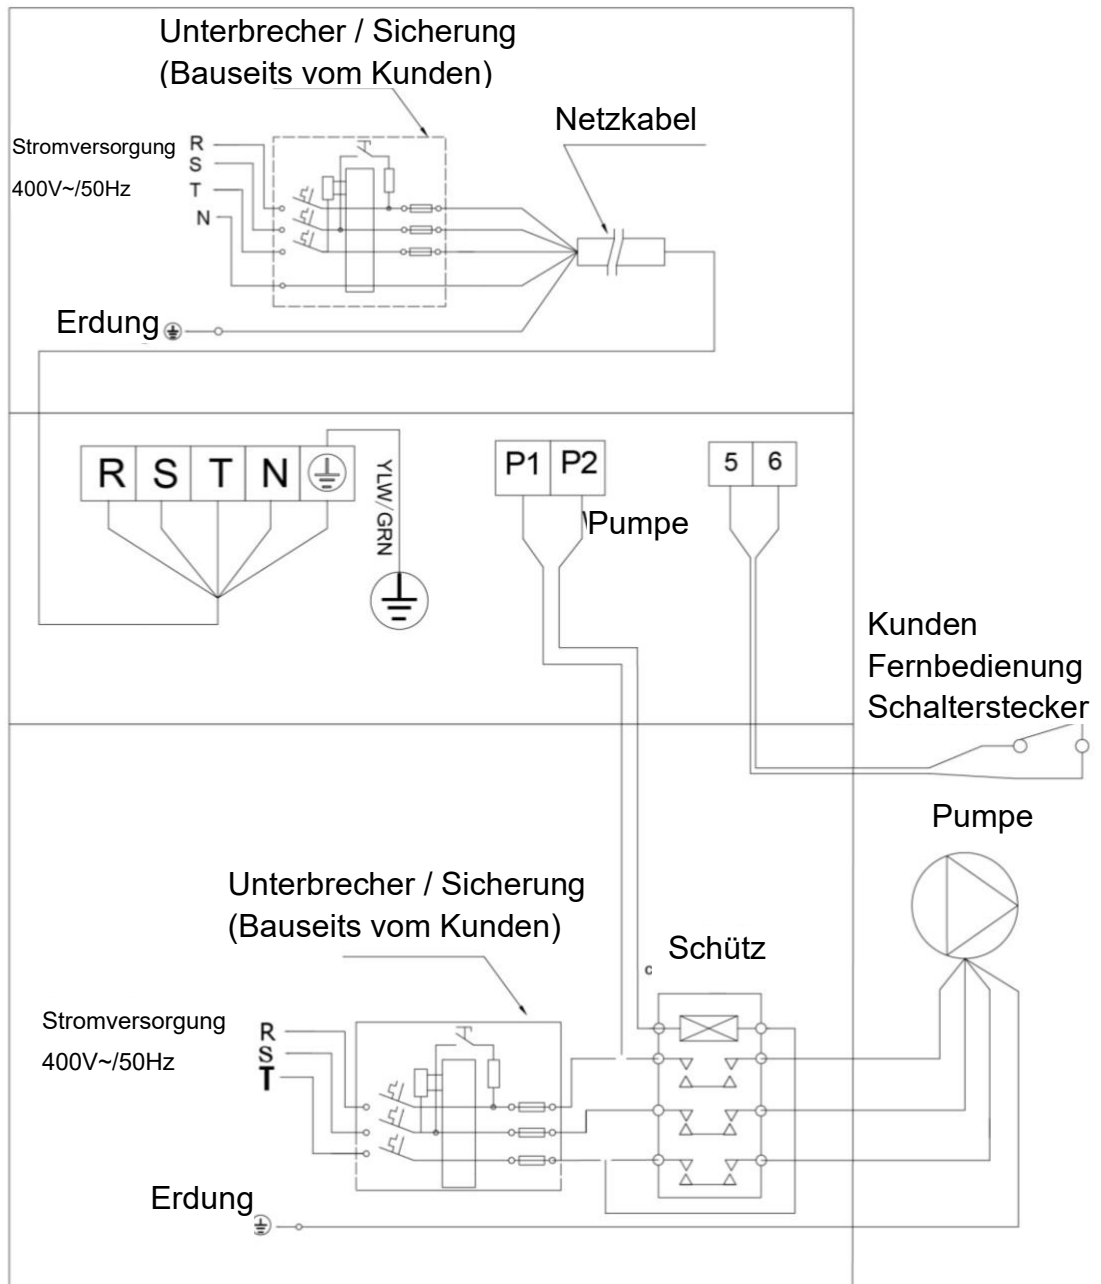 Unterbrecher / Sicherung
(Bauseits vom Kunden)
Netzkabel
Stromversorgung
400V~/50Hz
R
S
T
N
Erdung
R S T N
YLW/GRN
P1 P2
Pumpe
5 6
Kunden
Fernbedienung
Schalterstecker
Pumpe
Unterbrecher / Sicherung
(Bauseits vom Kunden)
Schütz
Stromversorgung
400V~/50Hz
R
S
T
Erdung